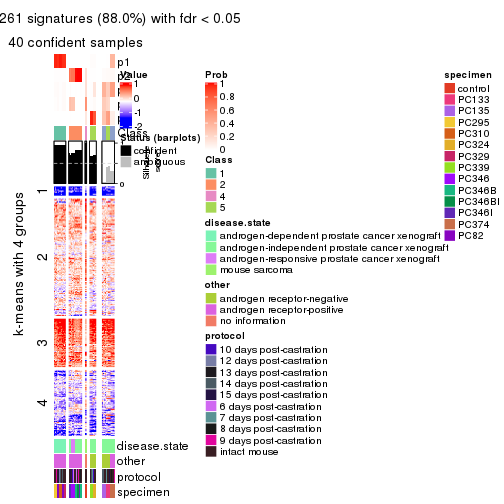 261 signatures (88.0%) with fdr < 0.05
40 confident samples
p1
p2
Class
Value
1
0
-1
-2
Status (barplots)
confident
ambiguous
1
0
k-means with 4 groups
1
2
3
4
disease.state
other
protocol
specimen
Prob
1
0.8
0.6
0.4
0.2
0
Class
1
2
4
5
disease.state
androgen-dependent prostate cancer xenograft
androgen-independent prostate cancer xenograft
androgen-responsive prostate cancer xenograft
mouse sarcoma
other
androgen receptor-negative
androgen receptor-positive
no information
protocol
10 days post-castration
12 days post-castration
13 days post-castration
14 days post-castration
15 days post-castration
6 days post-castration
7 days post-castration
8 days post-castration
9 days post-castration
intact mouse
specimen
control
PC133
PC135
PC295
PC310
PC324
PC329
PC339
PC346
PC346B
PC346BI
PC346I
PC374
PC82